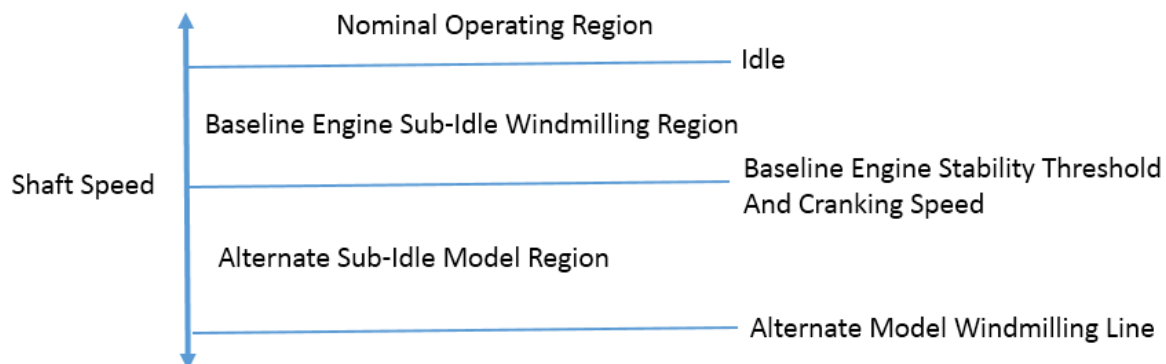 Nominal Operating Region
Idle
Baseline Engine Sub-Idle Windmilling Region
Baseline Engine Stability Threshold
And Cranking Speed
Shaft Speed
Alternate Sub-Idle Model Region
Alternate Model Windmilling Line